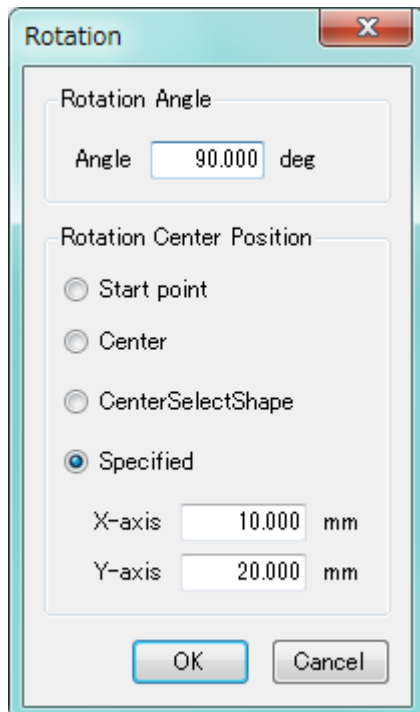 Rotation
Rotation Angle
Angle 90.000 deg
Rotation Center Position
Start point
Center
CenterSelectShape
Specified
X-axis 10.000 mm
Y-axis 20.000 mm
OK Cancel